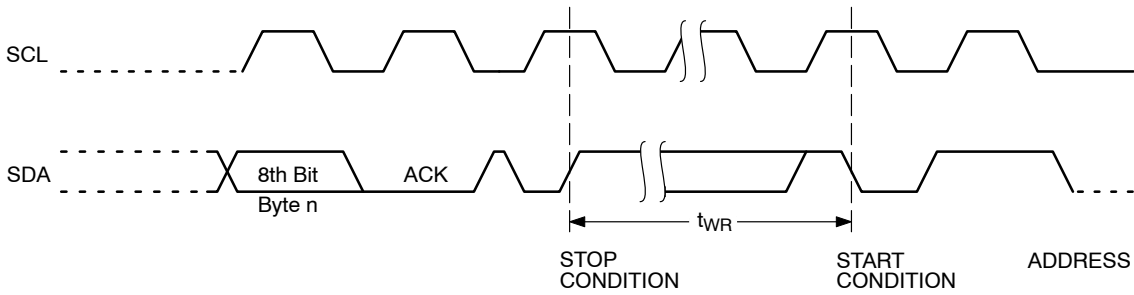 SCL
SDA
8th Bit
Byte n
ACK
tWR
STOP
CONDITION
START
CONDITION
ADDRESS